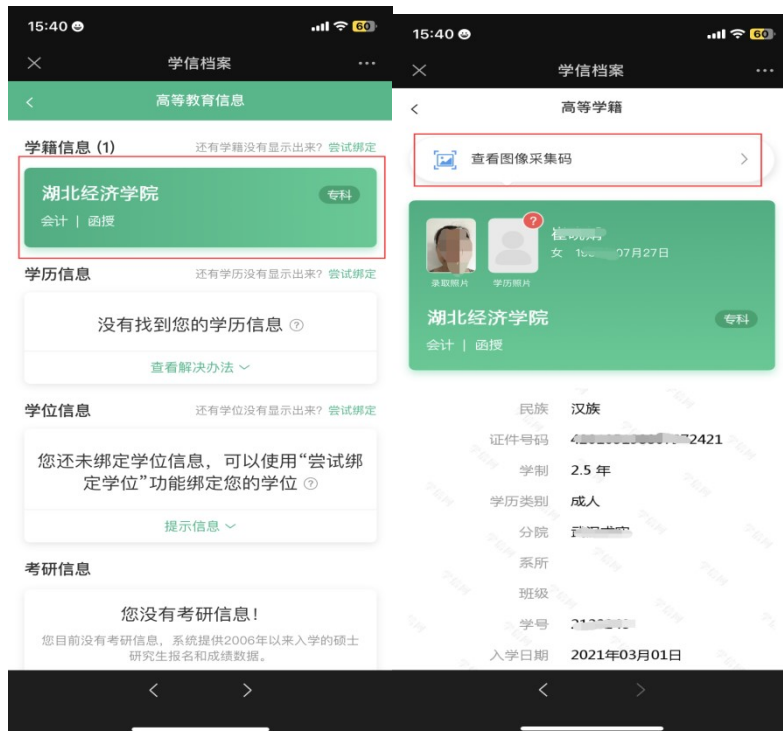 15:40
60
学信档案
高等教育信息
学籍信息 (1)
还有学籍没有显示出来? 尝试绑定
湖北经济学院
专科
会计 | 函授
学历信息
还有学历没有显示出来? 尝试绑定
没有找到您的学历信息
查看解决办法
学位信息
还有学位没有显示出来? 尝试绑定
您还未绑定学位信息, 可以使用“尝试绑
定学位”功能绑定您的学位
提示信息
考研信息
您没有考研信息!
您目前没有考研信息, 系统提供2006年以来入学的硕士
研究生报名和成绩数据。
15:40
60
学信档案
高等学籍
查看图像采集码
女 07月27日
录取照片
学历照片
湖北经济学院
专科
会计 | 函授
民族 汉族
证件号码 2421
学制 2.5 年
学历类别 成人
分院
系所
班级
学号
入学日期 2021年03月01日